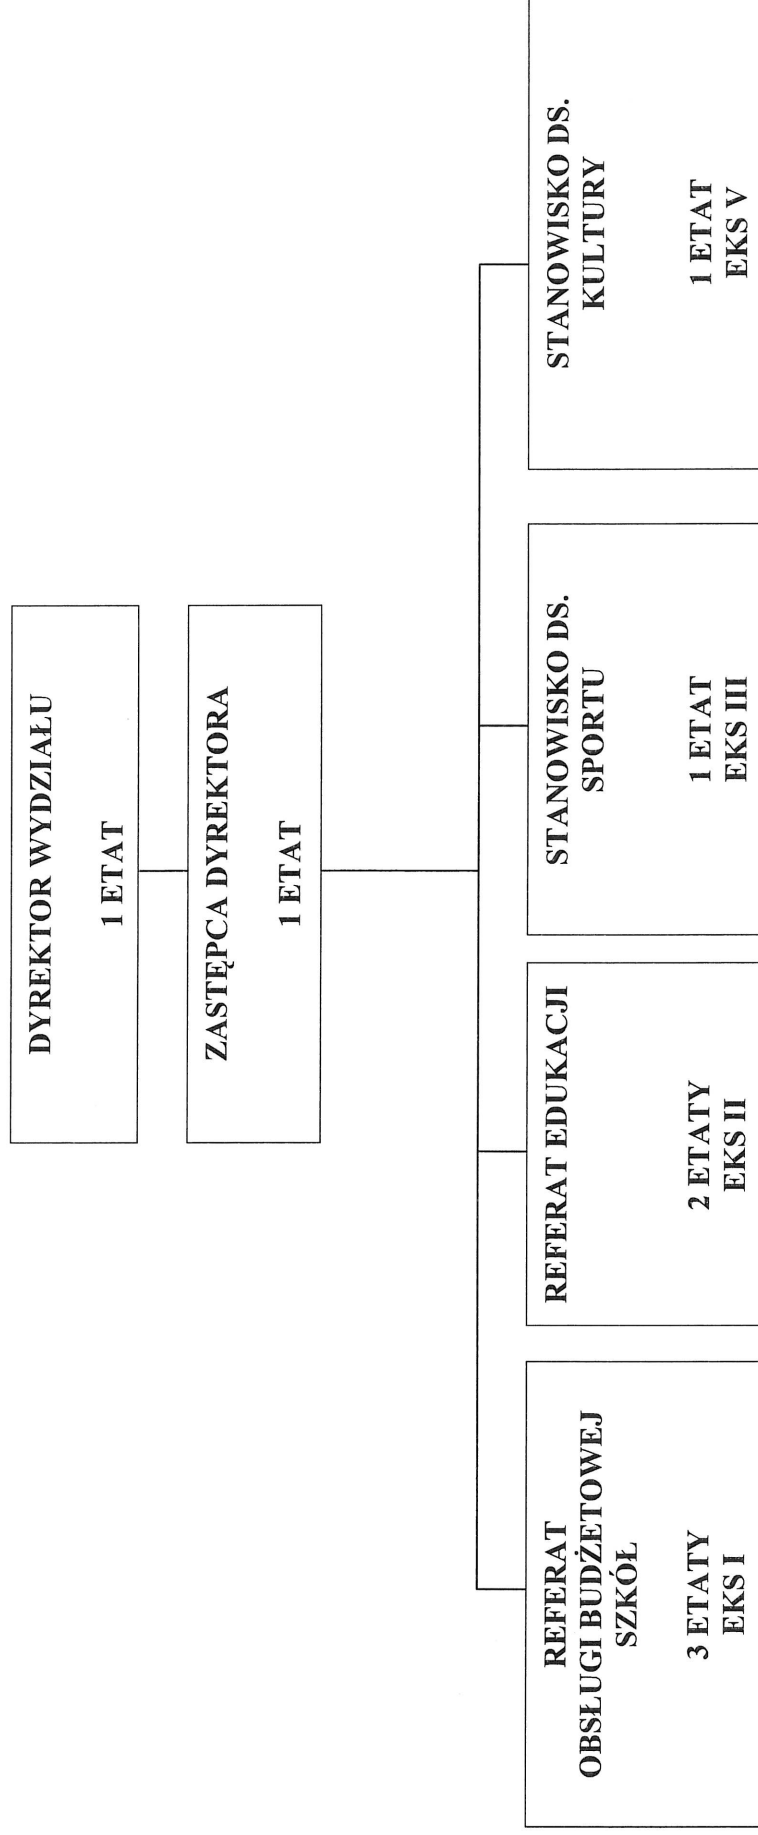 DYREKTOR WYDZIAŁU
1 ETAT
ZASTĘPCA DYREKTORA
1 ETAT
REFERAT
OBSŁUGI BUDŻETOWEJ
SZKÓŁ
3 ETATY
EKS I
REFERAT EDUKACJI
2 ETATY
EKS II
STANOWISKO DS.
SPORTU
1 ETAT
EKS III
STANOWISKO DS.
KULTURY
1 ETAT
EKS V